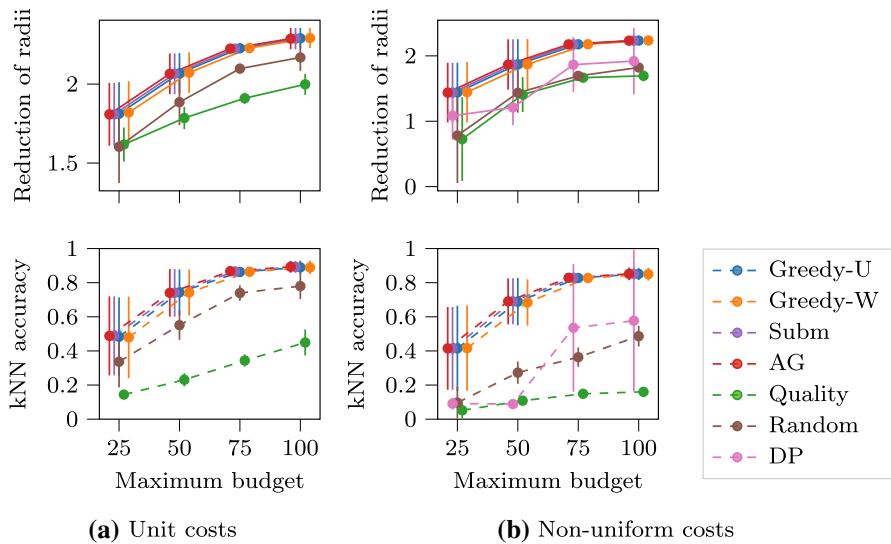 Reduction of radii
2
1.5
Reduction of radii
2
1
0
kNN accuracy
1
0.8
0.6
0.4
0.2
0
25 50 75 100
Maximum budget
kNN accuracy
1
0.8
0.6
0.4
0.2
0
25 50 75 100
Maximum budget
Greedy-U
Greedy-W
Subm
AG
Quality
Random
DP
(a) Unit costs
(b) Non-uniform costs